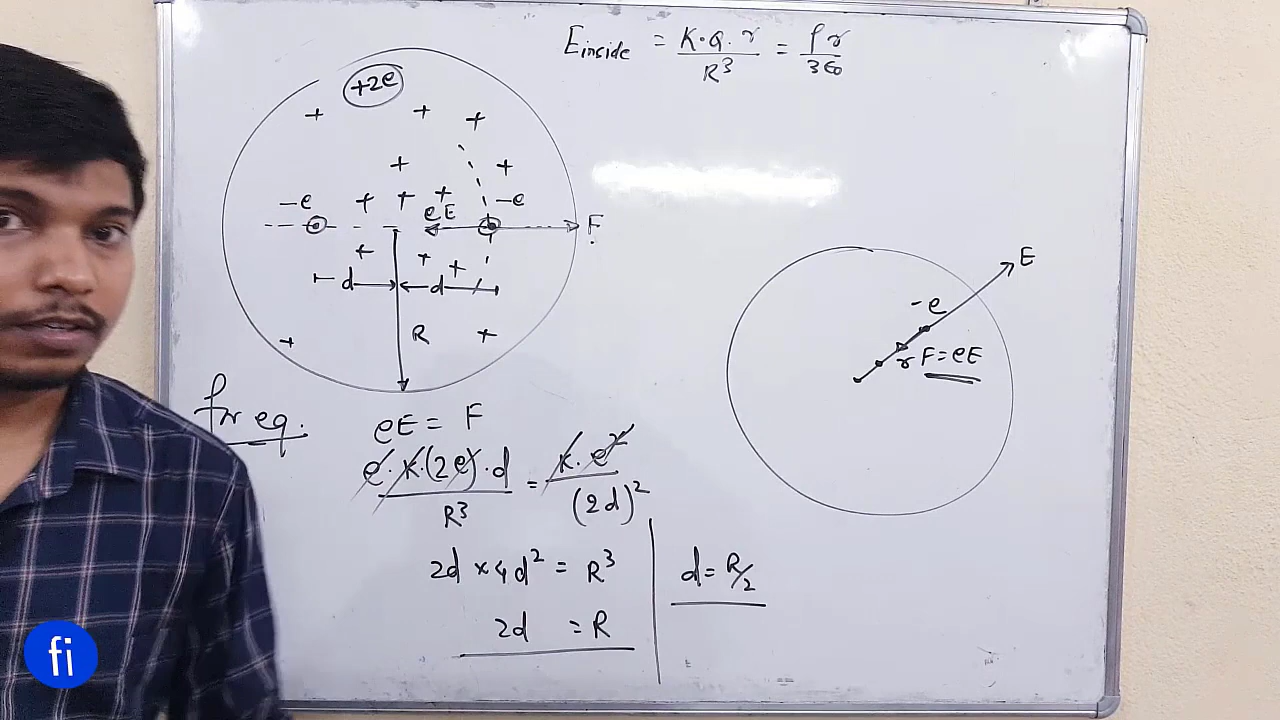 E inside = K·Q·r / R³ = ρr / 3ε₀
+2e
+ + +
+ +
-e + + + eE -e F
+ + +
d d
R
+ +
E
-e
r F=eE
for eq.
eE = F
e·K·(2e)·d / R³ = k·e² / (2d)²
2d × 4d² = R³
d = R/2
2d = R
fi